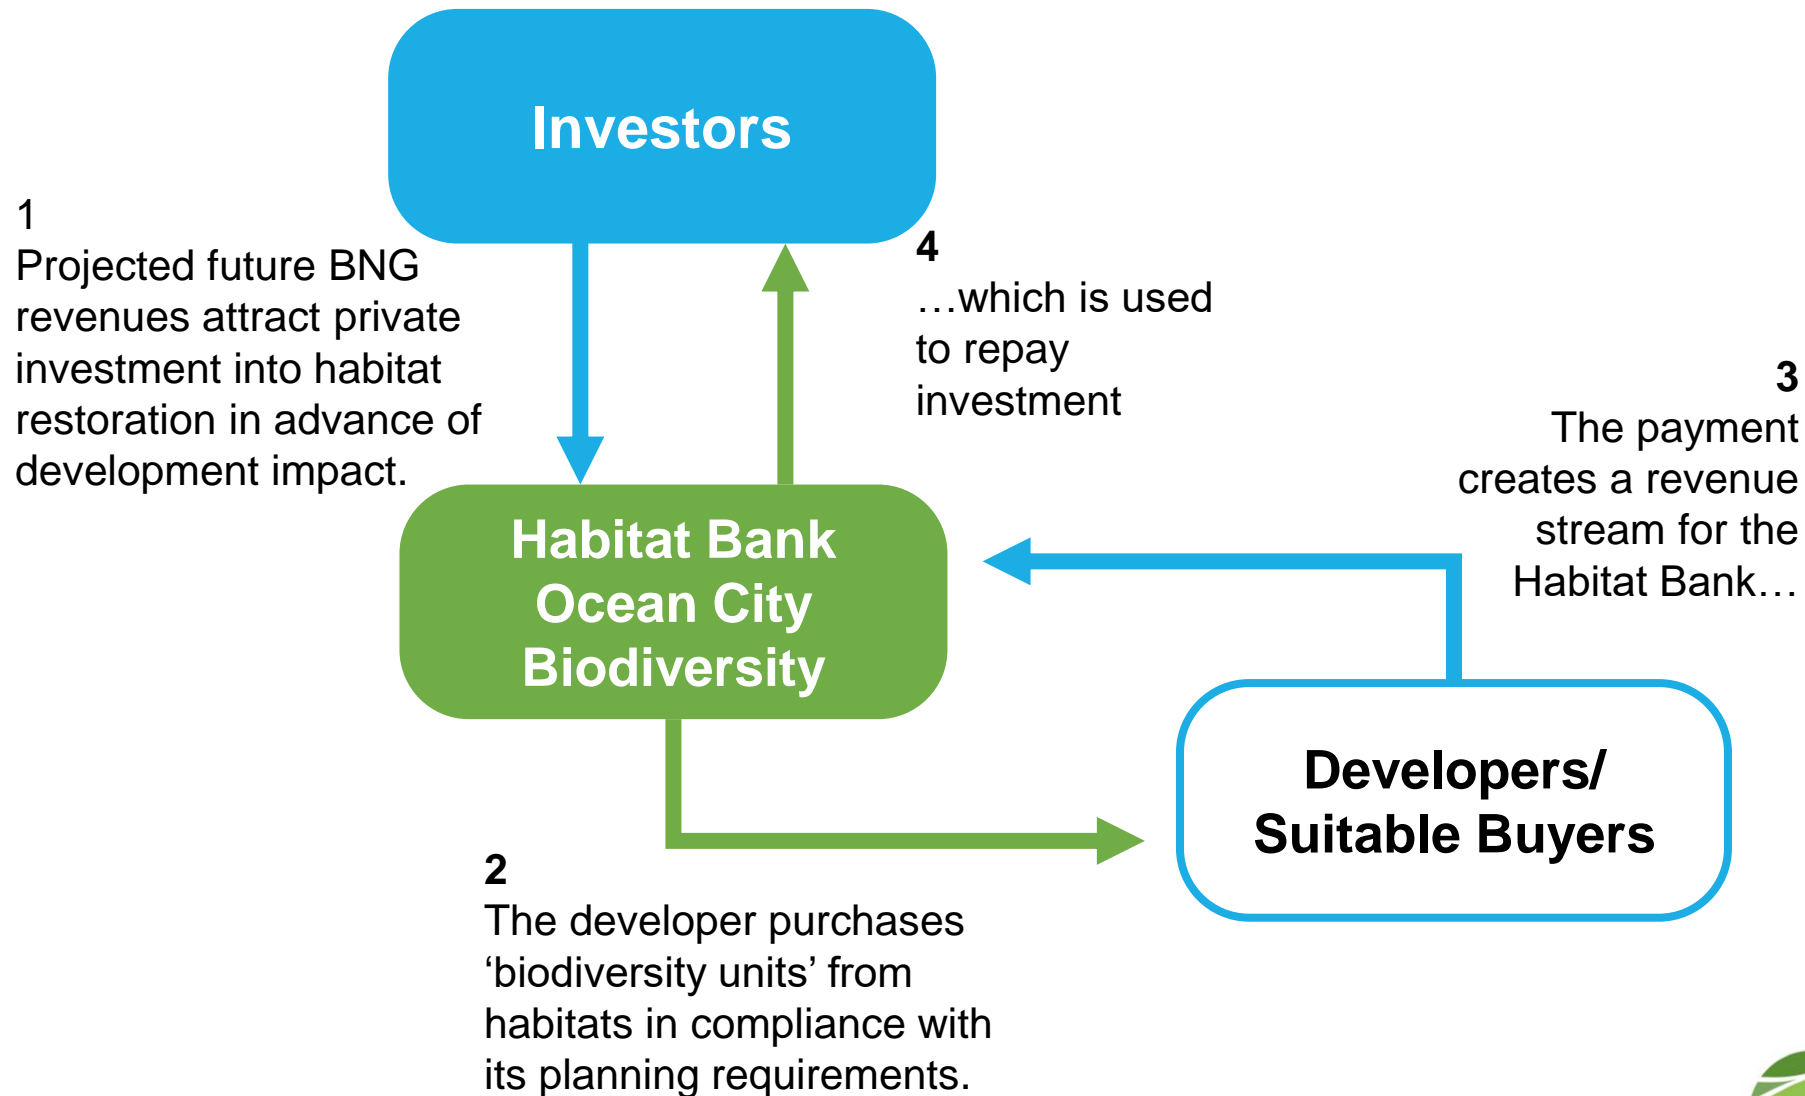 Investors
1
Projected future BNG
revenues attract private
investment into habitat
restoration in advance of
development impact.
4
…which is used
to repay
investment
3
The payment
creates a revenue
stream for the
Habitat Bank…
Habitat Bank
Ocean City
Biodiversity
Developers/
Suitable Buyers
2
The developer purchases
‘biodiversity units’ from
habitats in compliance with
its planning requirements.